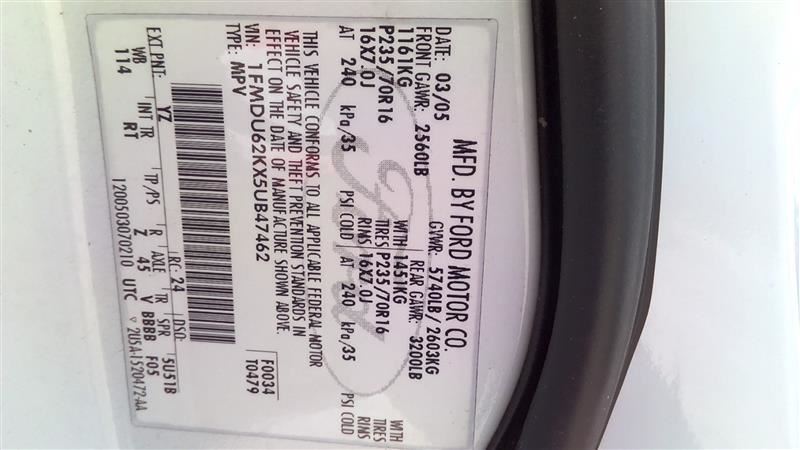 MFD. BY FORD MOTOR CO.
DATE: 03/05 GVWR: 5740LB / 2603KG
FRONT GAWR: 2560LB REAR GAWR: 3200LB
1161KG WITH 1451KG WITH
P235/70R16 TIRES P235/70R16 TIRES
16X7.0J RIMS 16X7.0J RIMS
AT 240 kPa/35 PSI COLD AT 240 kPa/35 PSI COLD
THIS VEHICLE CONFORMS TO ALL APPLICABLE FEDERAL MOTOR
VEHICLE SAFETY AND THEFT PREVENTION STANDARDS IN
EFFECT ON THE DATE OF MANUFACTURE SHOWN ABOVE.
VIN: 1FMDU62KX5UB47462 F0034
TYPE: MPV T0479
EXT PNT: YZ RC: 24 DSO:
WB INT TR TP/PS R AXLE TR SPR 5U51B
114 RT Z 45 V BBBB F05
1200503070210 UTC ▽ 2U5A-1520472-AA
Ford